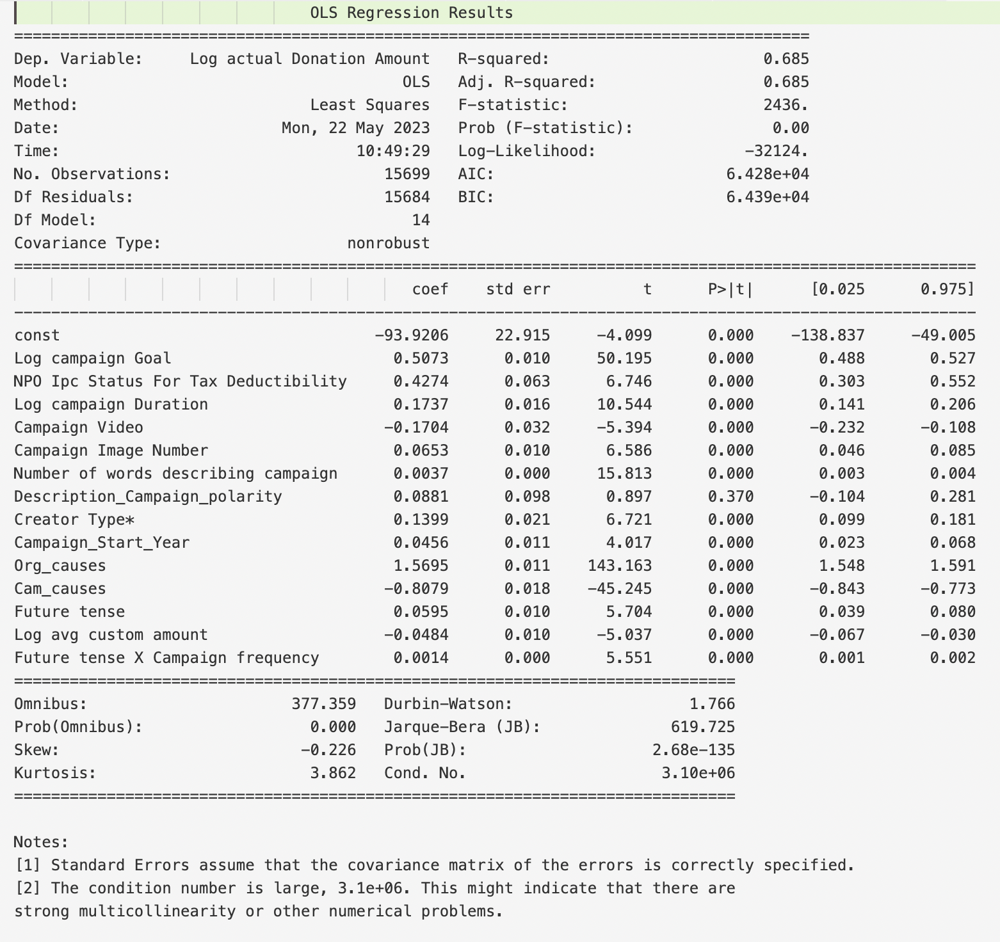 OLS Regression Results
==============================================================================
Dep. Variable: Log actual Donation Amount R-squared: 0.685
Model: OLS Adj. R-squared: 0.685
Method: Least Squares F-statistic: 2436.
Date: Mon, 22 May 2023 Prob (F-statistic): 0.00
Time: 10:49:29 Log-Likelihood: -32124.
No. Observations: 15699 AIC: 6.428e+04
Df Residuals: 15684 BIC: 6.439e+04
Df Model: 14
Covariance Type: nonrobust
==============================================================================
coef std err t P>|t| [0.025 0.975]
------------------------------------------------------------------------------
const -93.9206 22.915 -4.099 0.000 -138.837 -49.005
Log campaign Goal 0.5073 0.010 50.195 0.000 0.488 0.527
NPO Ipc Status For Tax Deductibility 0.4274 0.063 6.746 0.000 0.303 0.552
Log campaign Duration 0.1737 0.016 10.544 0.000 0.141 0.206
Campaign Video -0.1704 0.032 -5.394 0.000 -0.232 -0.108
Campaign Image Number 0.0653 0.010 6.586 0.000 0.046 0.085
Number of words describing campaign 0.0037 0.000 15.813 0.000 0.003 0.004
Description_Campaign_polarity 0.0881 0.098 0.897 0.370 -0.104 0.281
Creator Type* 0.1399 0.021 6.721 0.000 0.099 0.181
Campaign_Start_Year 0.0456 0.011 4.017 0.000 0.023 0.068
Org_causes 1.5695 0.011 143.163 0.000 1.548 1.591
Cam_causes -0.8079 0.018 -45.245 0.000 -0.843 -0.773
Future tense 0.0595 0.010 5.704 0.000 0.039 0.080
Log avg custom amount -0.0484 0.010 -5.037 0.000 -0.067 -0.030
Future tense X Campaign frequency 0.0014 0.000 5.551 0.000 0.001 0.002
==============================================================================
Omnibus: 377.359 Durbin-Watson: 1.766
Prob(Omnibus): 0.000 Jarque-Bera (JB): 619.725
Skew: -0.226 Prob(JB): 2.68e-135
Kurtosis: 3.862 Cond. No. 3.10e+06
==============================================================================
Notes:
[1] Standard Errors assume that the covariance matrix of the errors is correctly specified.
[2] The condition number is large, 3.1e+06. This might indicate that there are
strong multicollinearity or other numerical problems.